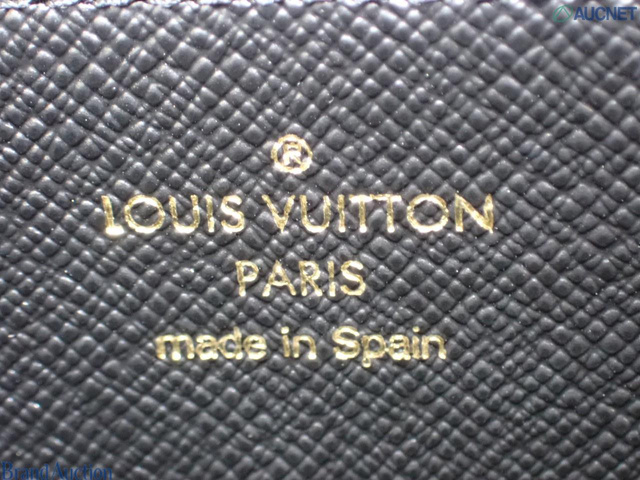 AUCNET
®
LOUIS VUITTON
PARIS
made in Spain
Brand Auction